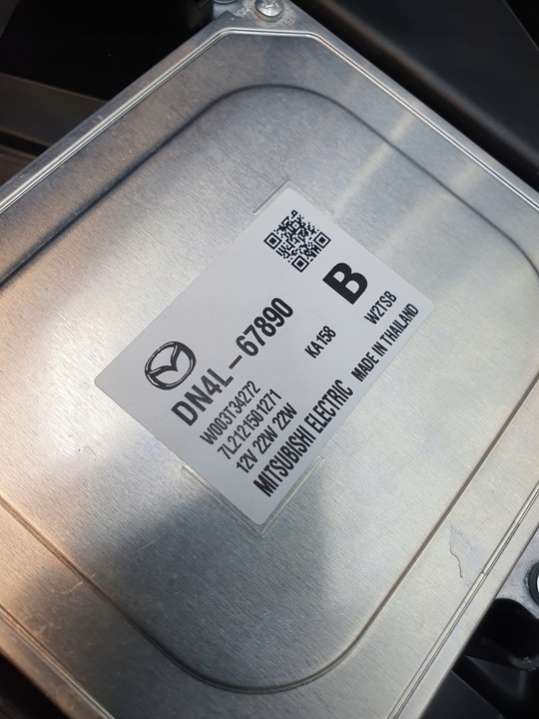 B
DN4L-67890
KA158
W2TSB
W003T34272
7L2121501271
12V 22W 22W
MITSUBISHI ELECTRIC MADE IN THAILAND